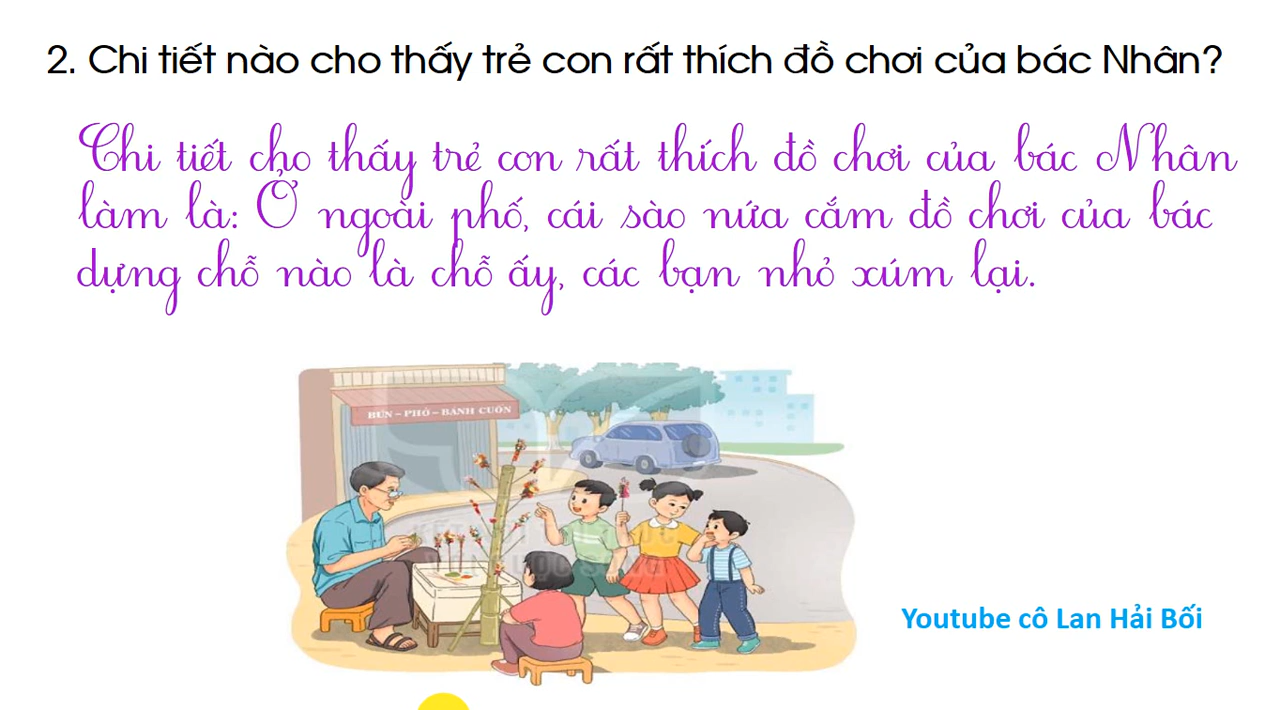 2. Chi tiết nào cho thấy trẻ con rất thích đồ chơi của bác Nhân?
Chi tiết cho thấy trẻ con rất thích đồ chơi của bác Nhân
làm là: Ở ngoài phố, cái sào nứa cắm đồ chơi của bác
dựng chỗ nào là chỗ ấy, các bạn nhỏ xúm lại.
BÚN – PHỞ – BÁNH CUỐN
Youtube cô Lan Hải Bối